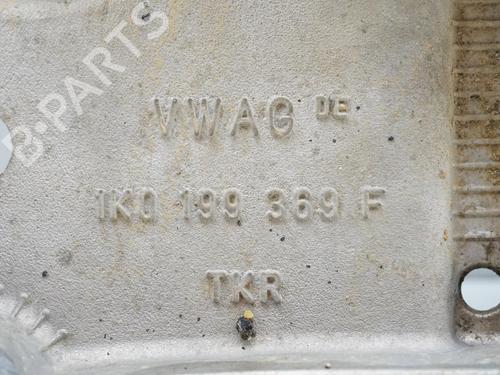 B-PARTS
VWAG DE
1K0 199 369 F
TKR